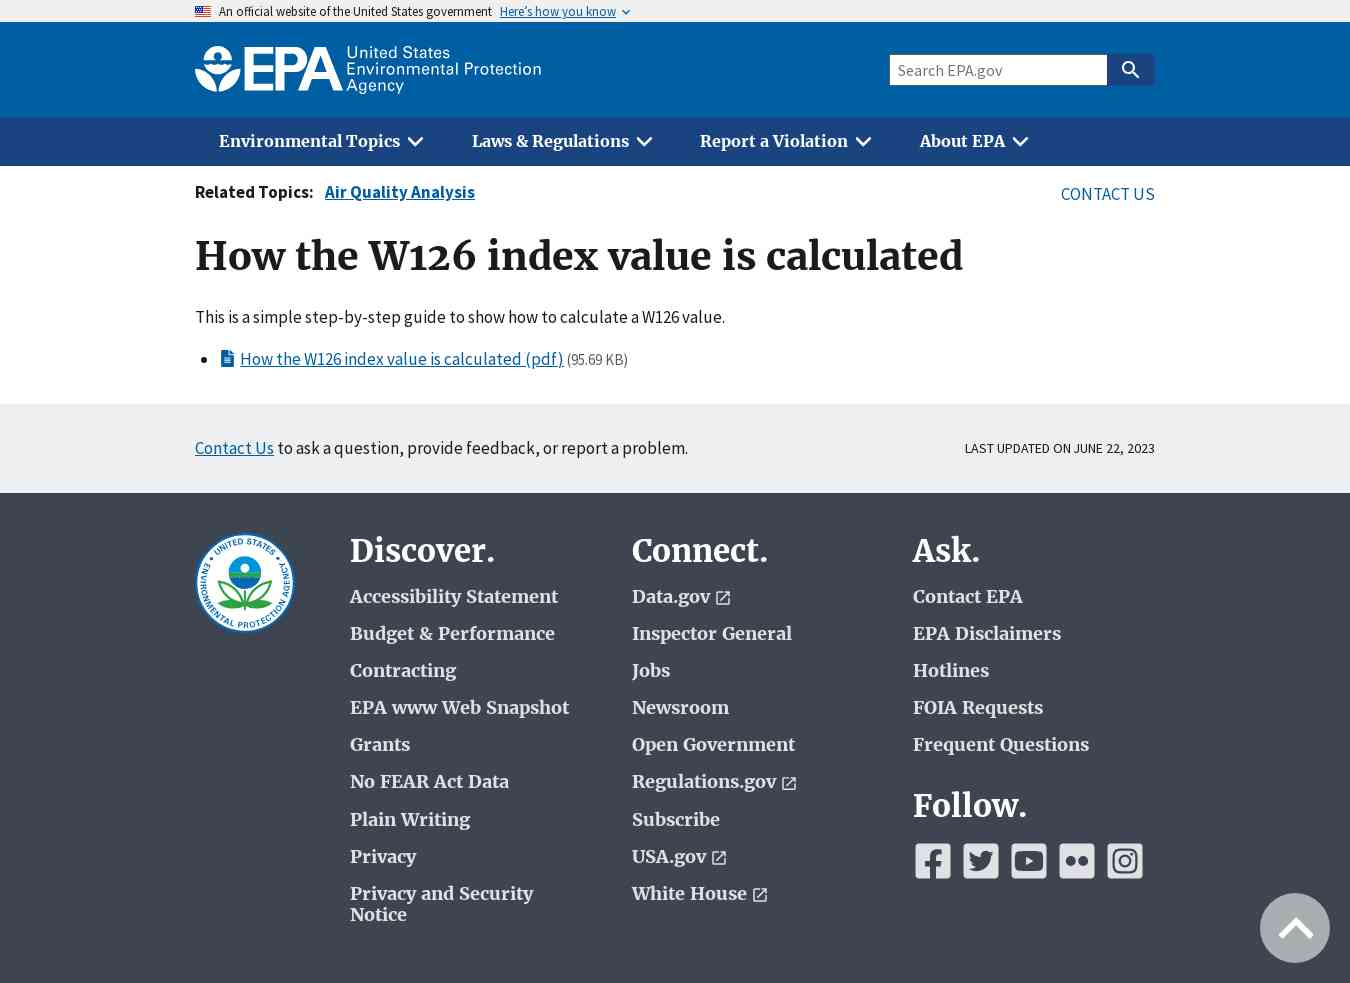 An official website of the United States government Here's how you know
EPA United States
Environmental Protection
Agency
Search EPA.gov
Environmental Topics Laws & Regulations Report a Violation About EPA
Related Topics: Air Quality Analysis CONTACT US
How the W126 index value is calculated
This is a simple step-by-step guide to show how to calculate a W126 value.
How the W126 index value is calculated (pdf) (95.69 KB)
Contact Us to ask a question, provide feedback, or report a problem. LAST UPDATED ON JUNE 22, 2023
UNITED STATES
ENVIRONMENTAL PROTECTION AGENCY
Discover.
Accessibility Statement
Budget & Performance
Contracting
EPA www Web Snapshot
Grants
No FEAR Act Data
Plain Writing
Privacy
Privacy and Security
Notice
Connect.
Data.gov
Inspector General
Jobs
Newsroom
Open Government
Regulations.gov
Subscribe
USA.gov
White House
Ask.
Contact EPA
EPA Disclaimers
Hotlines
FOIA Requests
Frequent Questions
Follow.